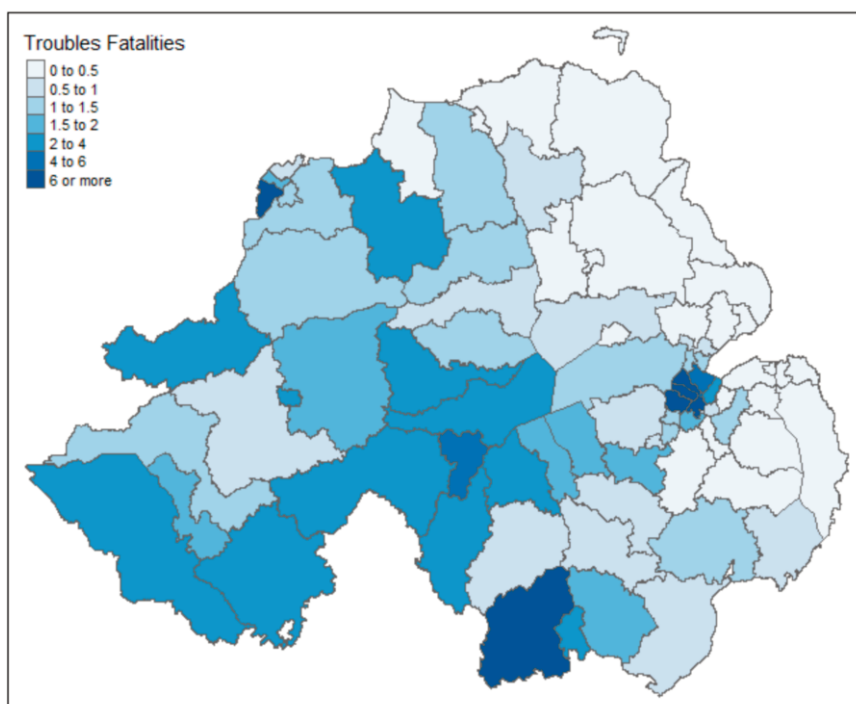 Troubles Fatalities
0 to 0.5
0.5 to 1
1 to 1.5
1.5 to 2
2 to 4
4 to 6
6 or more